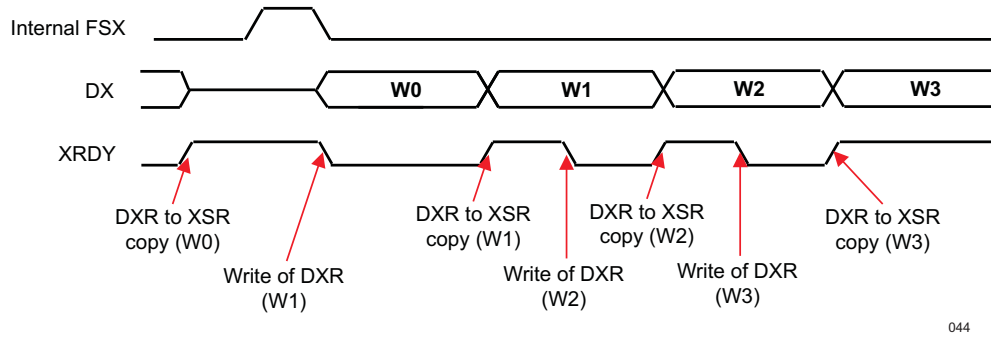 Internal FSX
DX
W0
W1
W2
W3
XRDY
DXR to XSR
copy (W0)
Write of DXR
(W1)
DXR to XSR
copy (W1)
Write of DXR
(W2)
DXR to XSR
copy (W2)
Write of DXR
(W3)
DXR to XSR
copy (W3)
044